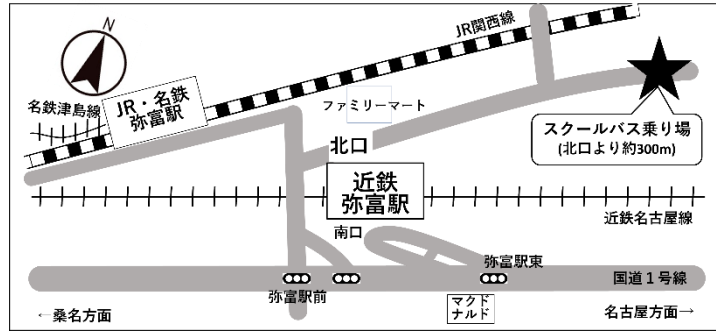 N
JR関西線
名鉄津島線
JR・名鉄
弥富駅
ファミリーマート
スクールバス乗り場
(北口より約300m)
北口
近鉄
弥富駅
近鉄名古屋線
南口
弥富駅東
国道1号線
弥富駅前
マクド
ナルド
←桑名方面
名古屋方面→